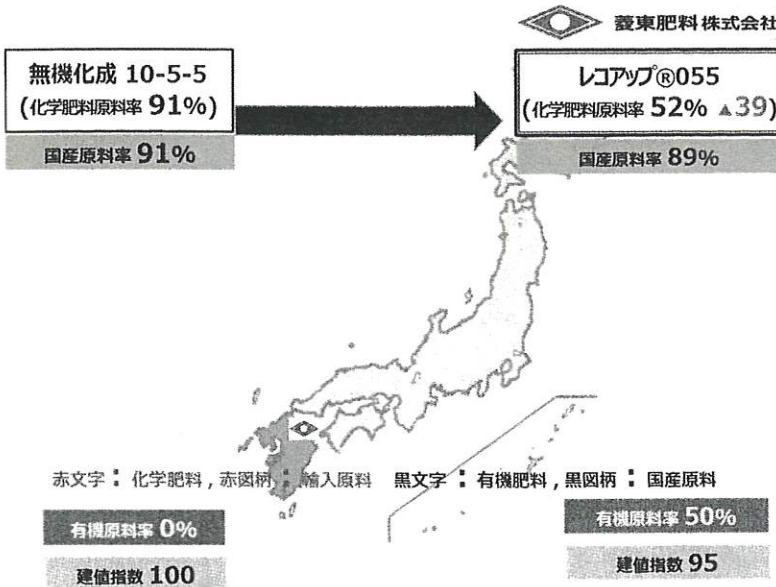 菱東肥料株式会社
無機化成 10-5-5
(化学肥料原料率 91%)
国産原料率 91%
レコアップ®055
(化学肥料原料率 52% ▲39)
国産原料率 89%
赤文字：化学肥料 , 赤図柄：輸入原料 黒文字：有機肥料 , 黒図柄：国産原料
有機原料率 0%
建値指数 100
有機原料率 50%
建値指数 95